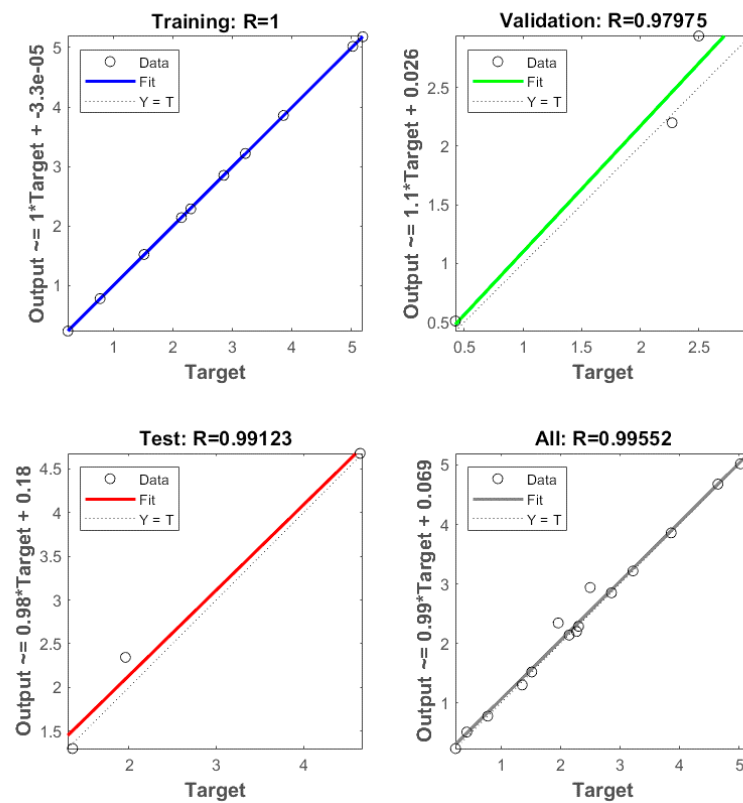 Training: R=1
Output ~= 1*Target + -3.3e-05
Data
Fit
Y = T
5
4
3
2
1
1 2 3 4 5
Target
Validation: R=0.97975
Output ~= 1.1*Target + 0.026
Data
Fit
Y = T
2.5
2
1.5
1
0.5
0.5 1 1.5 2 2.5
Target
Test: R=0.99123
Output ~= 0.98*Target + 0.18
Data
Fit
Y = T
4.5
4
3.5
3
2.5
2
1.5
2 3 4
Target
All: R=0.99552
Output ~= 0.99*Target + 0.069
Data
Fit
Y = T
5
4
3
2
1
1 2 3 4 5
Target